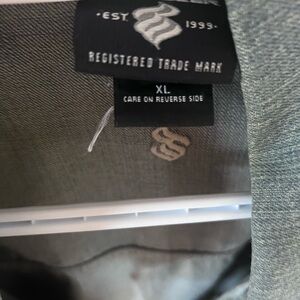 ·EST. 1999·
REGISTERED TRADE MARK
XL
CARE ON REVERSE SIDE